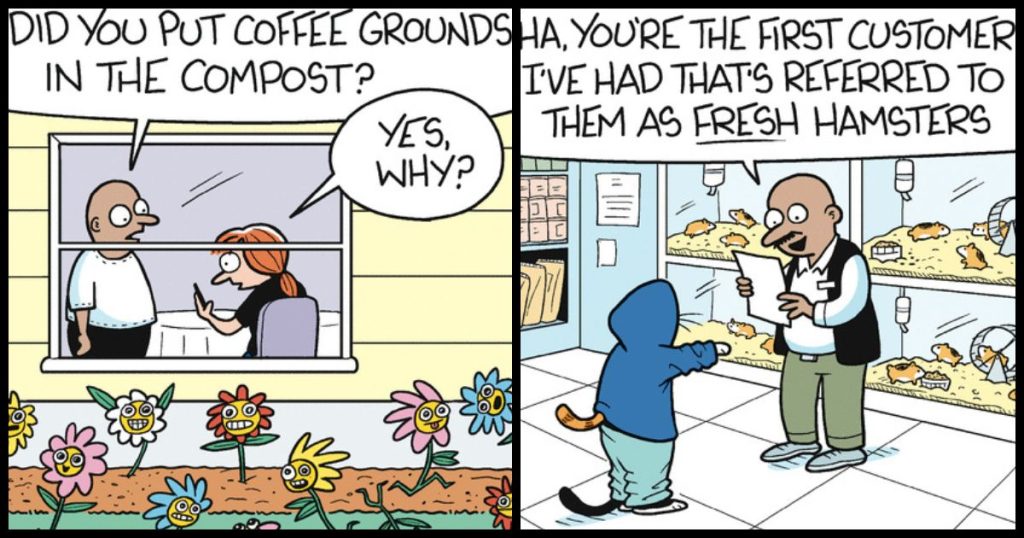 DID YOU PUT COFFEE GROUNDS
IN THE COMPOST?
YES,
WHY?
HA, YOU'RE THE FIRST CUSTOMER
I'VE HAD THAT'S REFERRED TO
THEM AS FRESH HAMSTERS